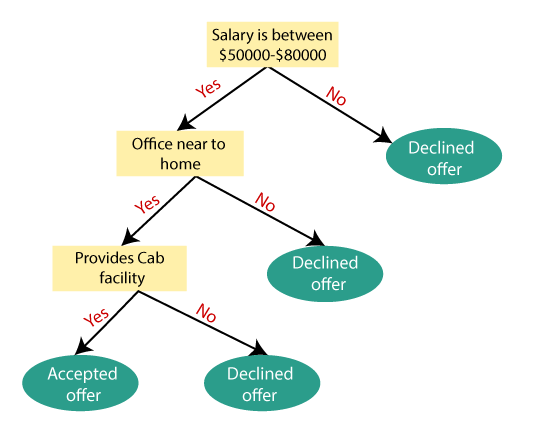 Salary is between
$50000-$80000
Yes
No
Office near to
home
Declined
offer
Yes
No
Provides Cab
facility
Declined
offer
Yes
No
Accepted
offer
Declined
offer